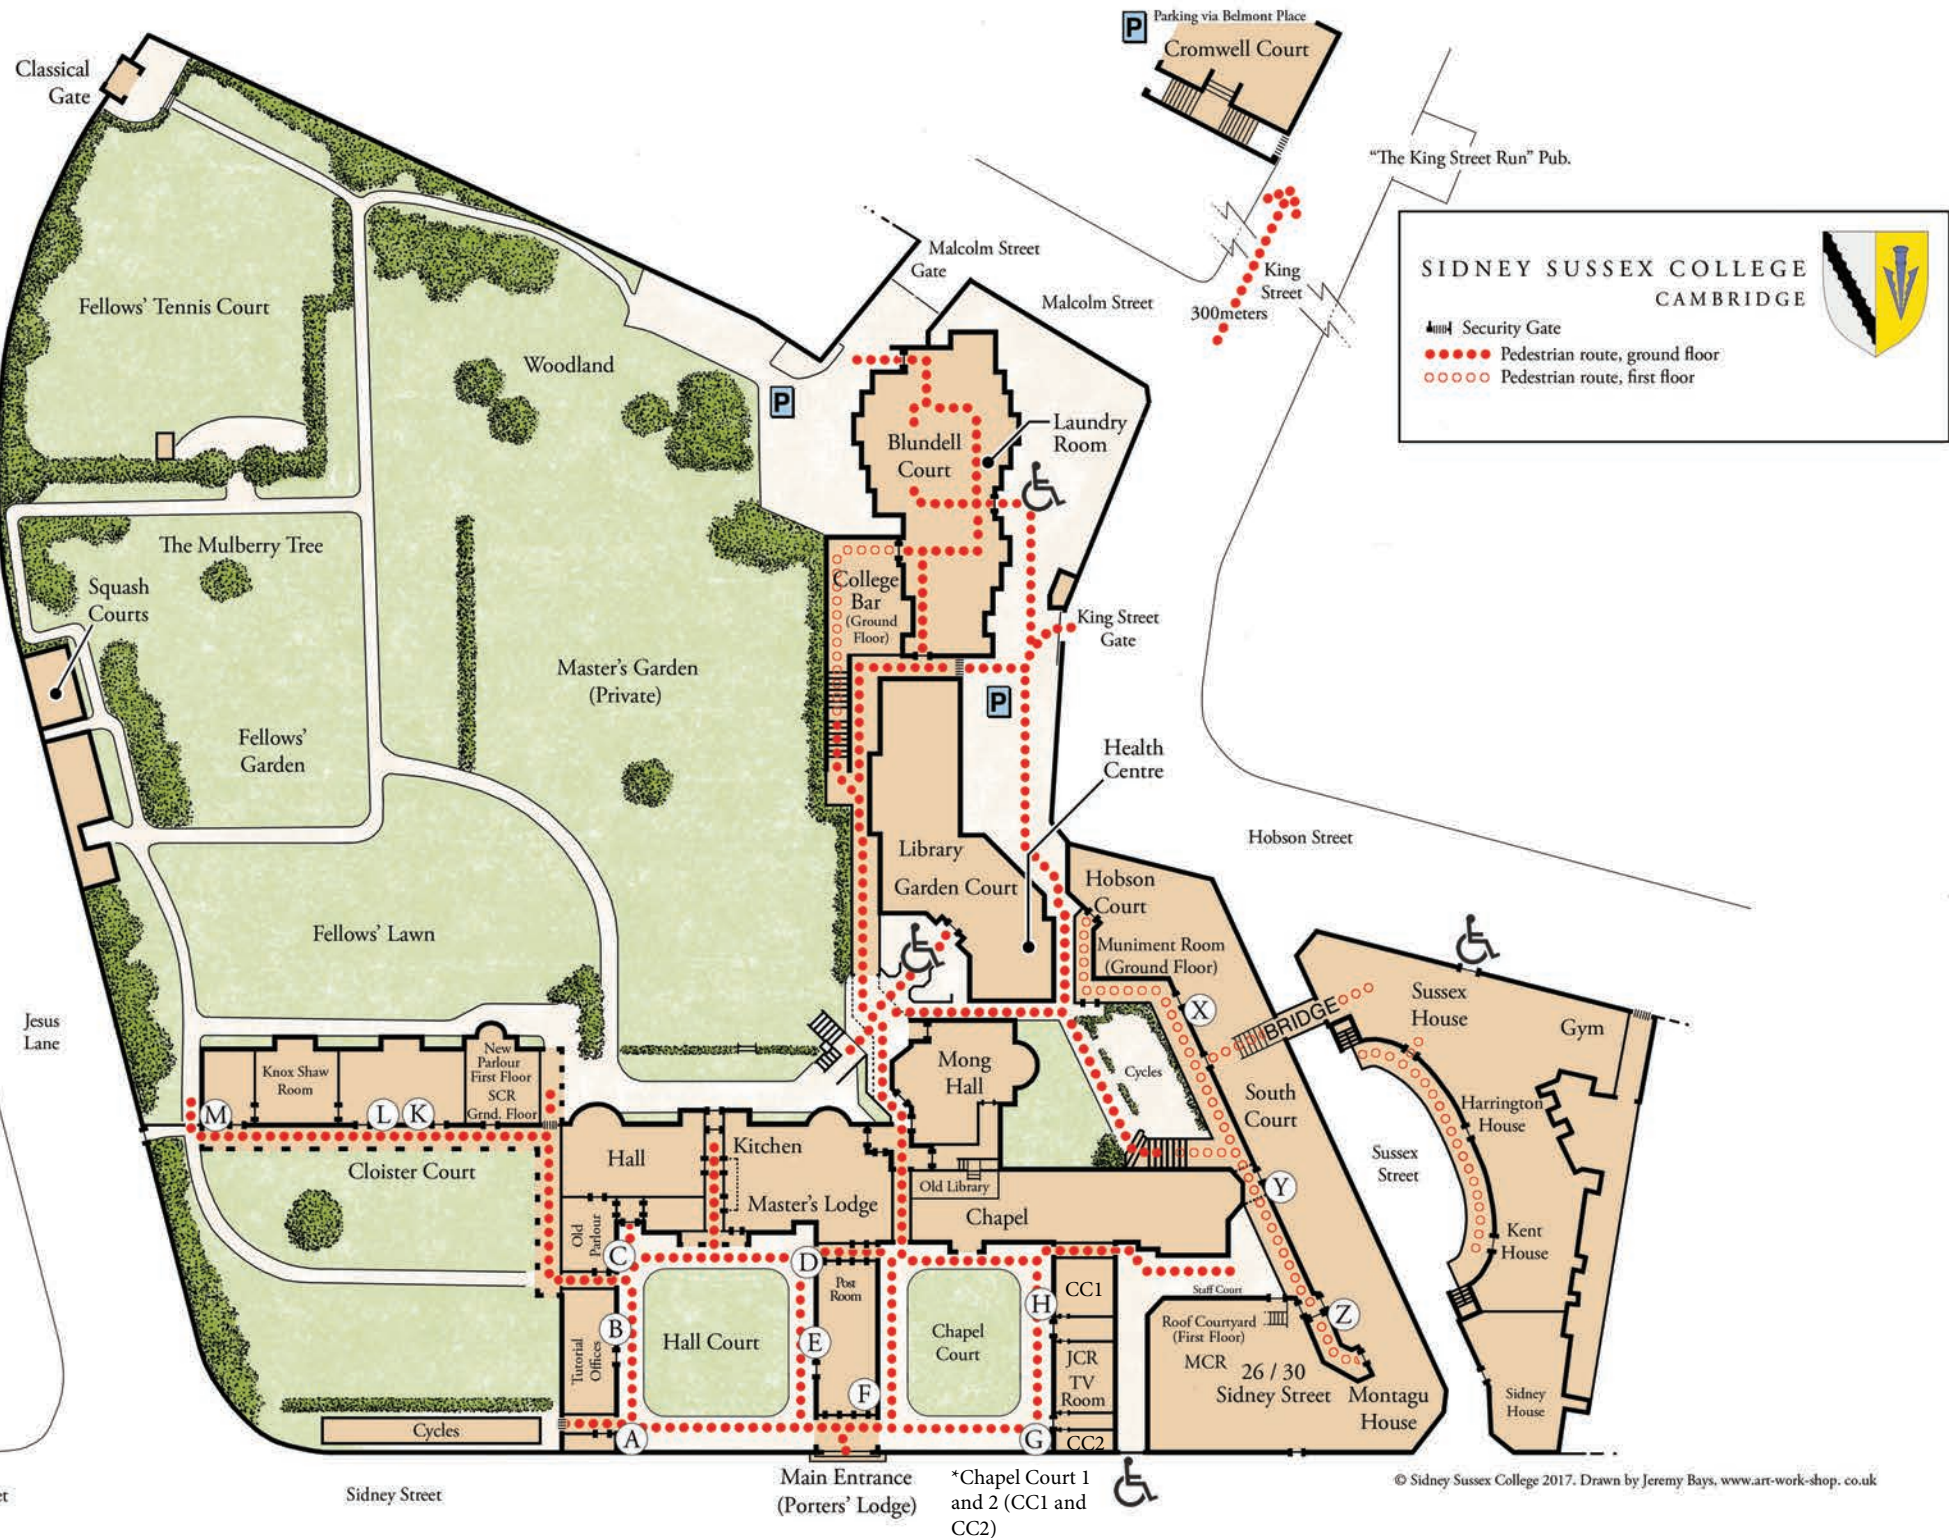 P
Parking via Belmont Place
Cromwell Court
Classical
Gate
"The King Street Run" Pub.
SIDNEY SUSSEX COLLEGE
CAMBRIDGE
Security Gate
Pedestrian route, ground floor
Pedestrian route, first floor
Malcolm Street
Gate
Malcolm Street
King
Street
300meters
Fellows' Tennis Court
Woodland
P
Laundry
Room
Blundell
Court
The Mulberry Tree
Squash
Courts
College
Bar
(Ground
Floor)
King Street
Gate
Master's Garden
(Private)
P
Fellows'
Garden
Health
Centre
Hobson Street
Library
Garden Court
Hobson
Court
Fellows' Lawn
Muniment Room
(Ground Floor)
X
BRIDGE
Sussex
House
Gym
Jesus
Lane
New
Parlour
First Floor
SCR
Grnd. Floor
Knox Shaw
Room
M
L
K
Mong
Hall
Cycles
South
Court
Harrington
House
Sussex
Street
Cloister Court
Hall
Kitchen
Master's Lodge
Old Library
Chapel
Y
Old
Parlour
C
D
Kent
House
Post
Room
CC1
H
Staff Court
Z
B
Tutorial
Offices
Hall Court
E
Chapel
Court
Roof Courtyard
(First Floor)
MCR
JCR
TV
Room
26 / 30
Sidney Street
Montagu
House
Sidney
House
F
Cycles
A
G
CC2
Main Entrance
(Porters' Lodge)
*Chapel Court 1
and 2 (CC1 and
CC2)
Sidney Street
© Sidney Sussex College 2017. Drawn by Jeremy Bays, www.art-work-shop. co.uk